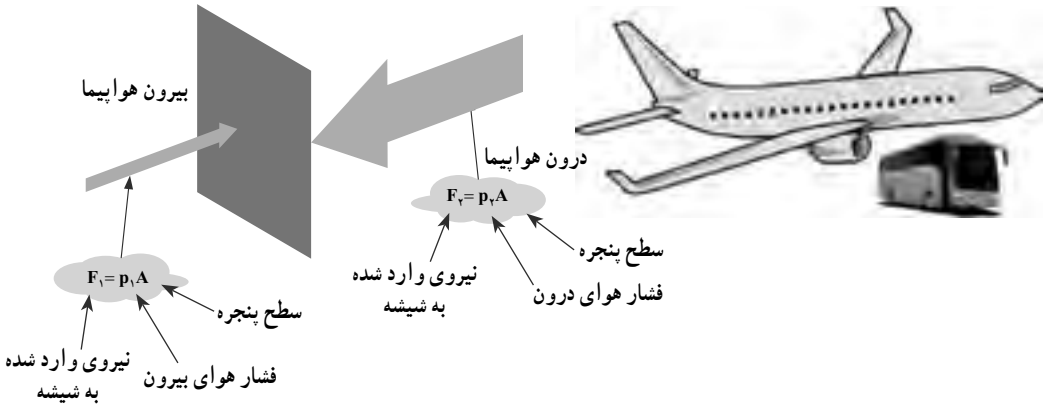 بیرون هواپیما
درون هواپیما
F₂= p₂A
سطح پنجره
نیروی وارد شده
به شیشه
فشار هوای درون
F₁= p₁A
سطح پنجره
نیروی وارد شده
به شیشه
فشار هوای بیرون